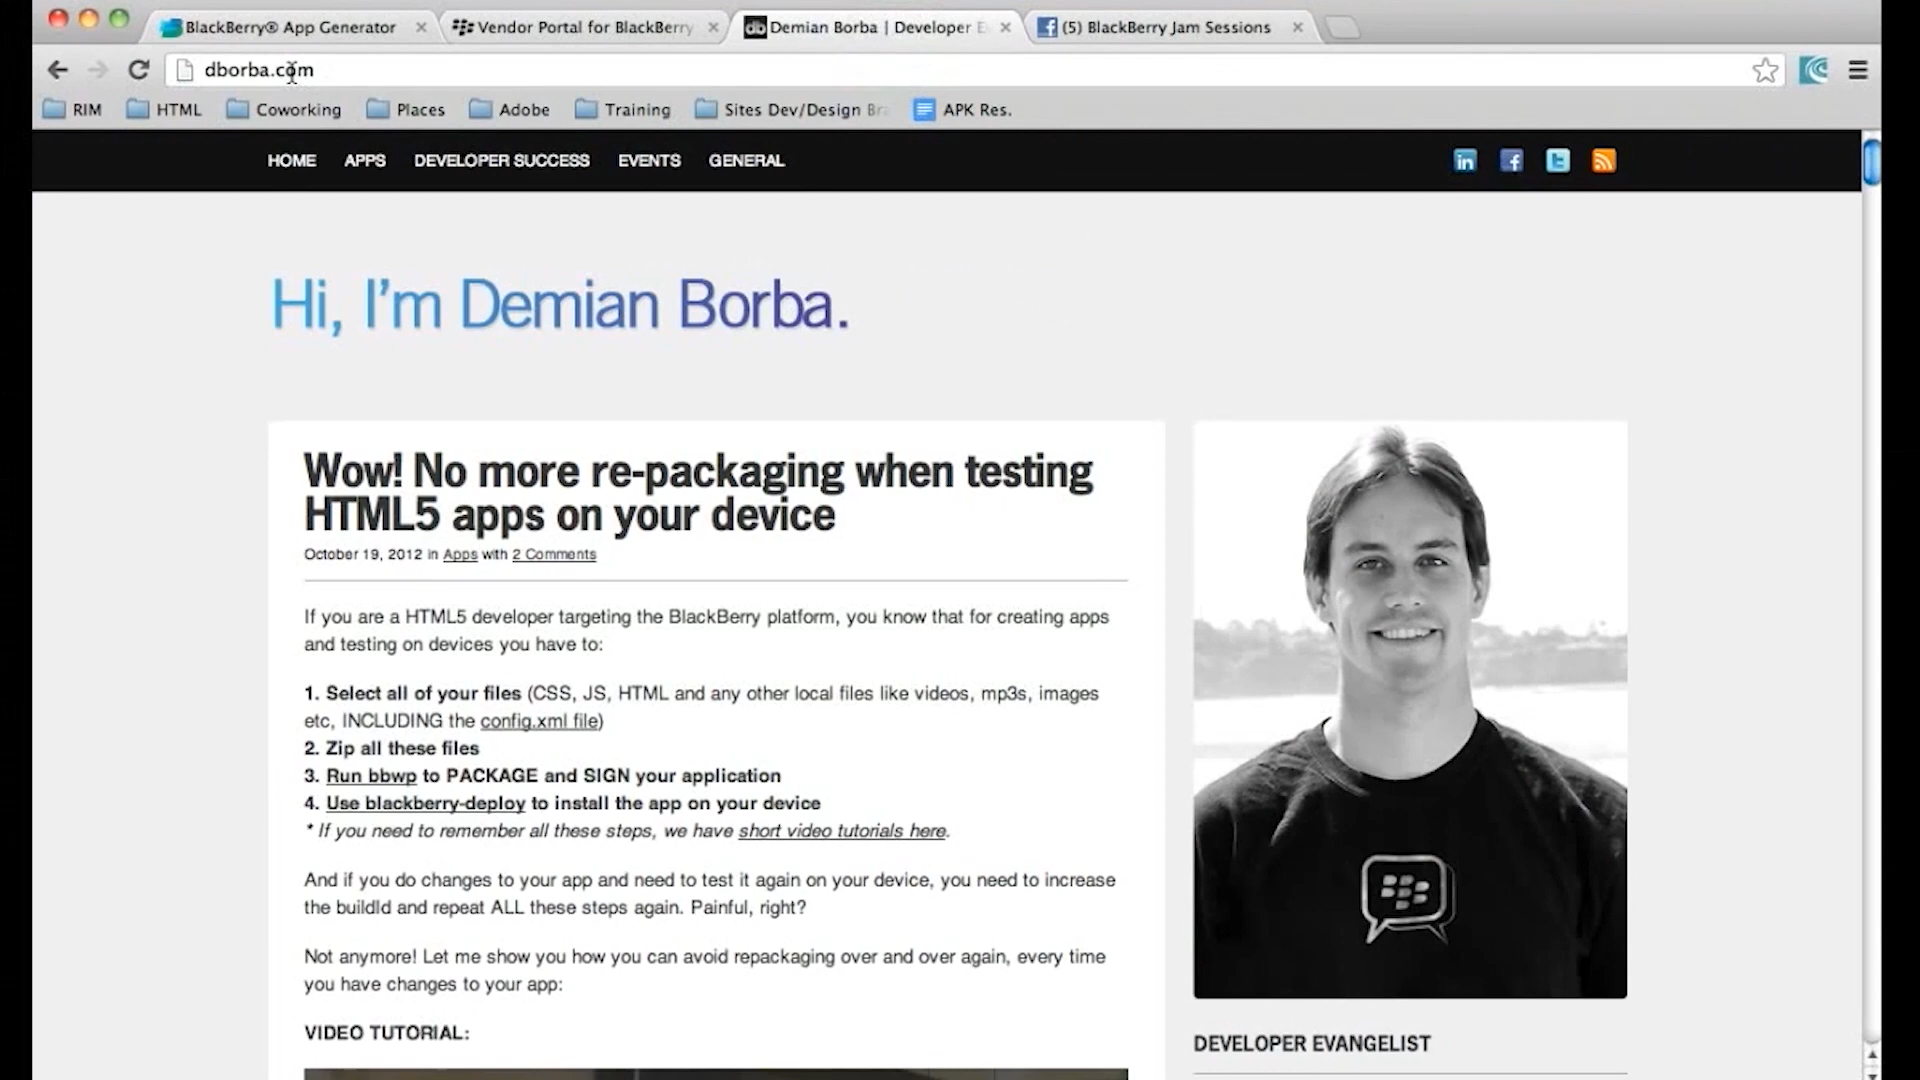 BlackBerry® App Generator
Vendor Portal for BlackBerry
Demian Borba | Developer E
(5) BlackBerry Jam Sessions
dborba.com
RIM
HTML
Coworking
Places
Adobe
Training
Sites Dev/Design Bra
APK Res.
HOME
APPS
DEVELOPER SUCCESS
EVENTS
GENERAL
Hi, I'm Demian Borba.
Wow! No more re-packaging when testing
HTML5 apps on your device
October 19, 2012 in Apps with 2 Comments
If you are a HTML5 developer targeting the BlackBerry platform, you know that for creating apps
and testing on devices you have to:
1. Select all of your files (CSS, JS, HTML and any other local files like videos, mp3s, images
etc, INCLUDING the config.xml file)
2. Zip all these files
3. Run bbwp to PACKAGE and SIGN your application
4. Use blackberry-deploy to install the app on your device
* If you need to remember all these steps, we have short video tutorials here.
And if you do changes to your app and need to test it again on your device, you need to increase
the buildId and repeat ALL these steps again. Painful, right?
Not anymore! Let me show you how you can avoid repackaging over and over again, every time
you have changes to your app:
VIDEO TUTORIAL:
DEVELOPER EVANGELIST